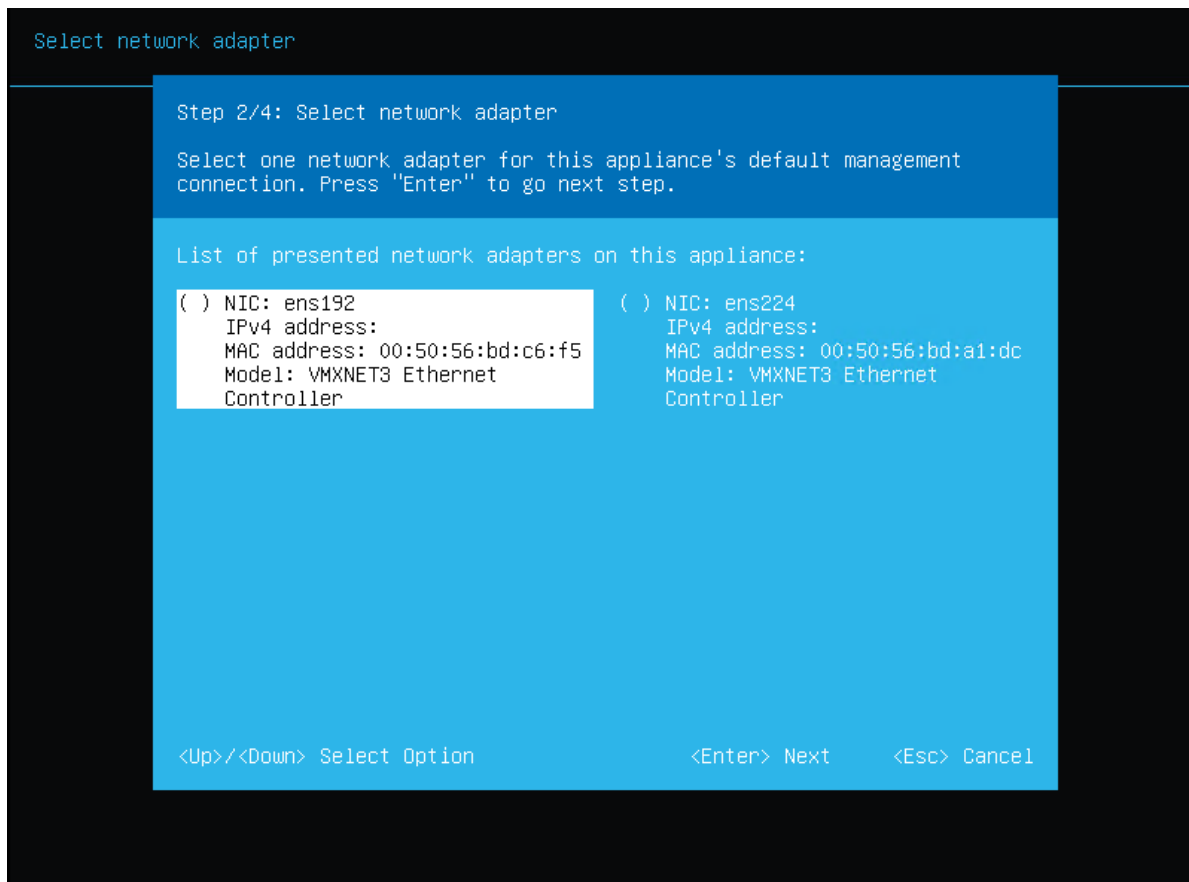 Select network adapter
Step 2/4: Select network adapter
Select one network adapter for this appliance's default management
connection. Press "Enter" to go next step.
List of presented network adapters on this appliance:
( ) NIC: ens192
IPv4 address:
MAC address: 00:50:56:bd:c6:f5
Model: VMXNET3 Ethernet
Controller
( ) NIC: ens224
IPv4 address:
MAC address: 00:50:56:bd:a1:dc
Model: VMXNET3 Ethernet
Controller
<Up>/<Down> Select Option
<Enter> Next
<Esc> Cancel